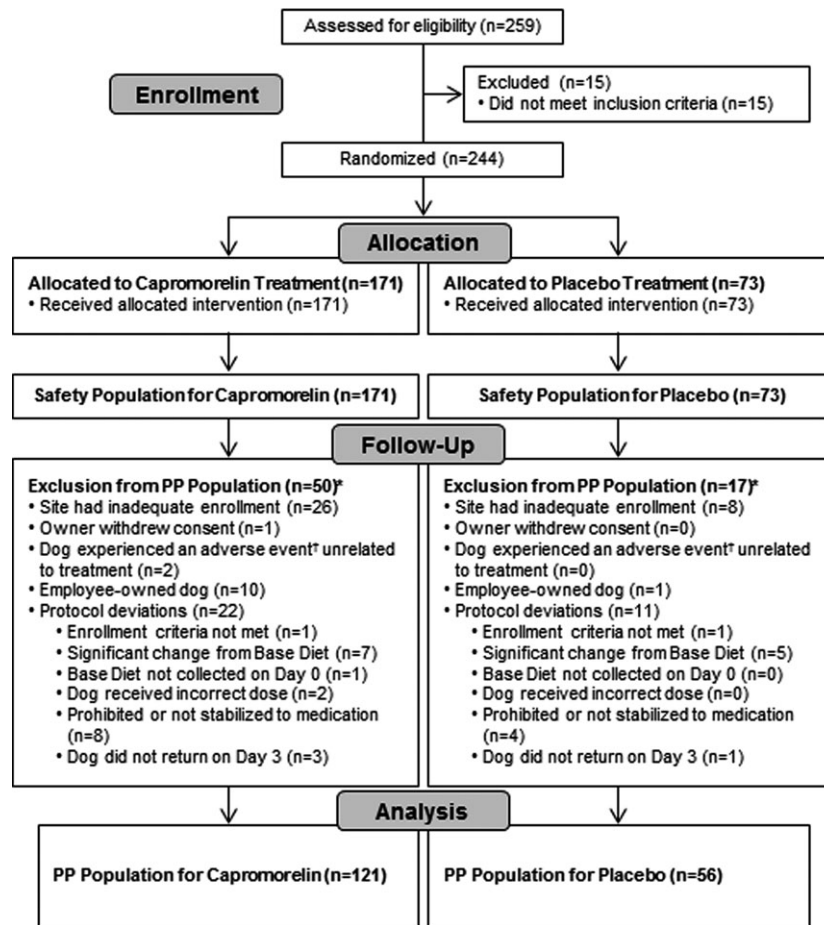 Assessed for eligibility (n=259)
Enrollment
Excluded (n=15)
• Did not meet inclusion criteria (n=15)
Randomized (n=244)
Allocation
Allocated to Capromorelin Treatment (n=171)
• Received allocated intervention (n=171)
Allocated to Placebo Treatment (n=73)
• Received allocated intervention (n=73)
Safety Population for Capromorelin (n=171)
Safety Population for Placebo (n=73)
Follow-Up
Exclusion from PP Population (n=50)*
• Site had inadequate enrollment (n=26)
• Owner withdrew consent (n=1)
• Dog experienced an adverse event† unrelated
to treatment (n=2)
• Employee-owned dog (n=10)
• Protocol deviations (n=22)
• Enrollment criteria not met (n=1)
• Significant change from Base Diet (n=7)
• Base Diet not collected on Day 0 (n=1)
• Dog received incorrect dose (n=2)
• Prohibited or not stabilized to medication
(n=8)
• Dog did not return on Day 3 (n=3)
Exclusion from PP Population (n=17)*
• Site had inadequate enrollment (n=8)
• Owner withdrew consent (n=0)
• Dog experienced an adverse event† unrelated
to treatment (n=0)
• Employee-owned dog (n=1)
• Protocol deviations (n=11)
• Enrollment criteria not met (n=1)
• Significant change from Base Diet (n=5)
• Base Diet not collected on Day 0 (n=0)
• Dog received incorrect dose (n=0)
• Prohibited or not stabilized to medication
(n=4)
• Dog did not return on Day 3 (n=1)
Analysis
PP Population for Capromorelin (n=121)
PP Population for Placebo (n=56)